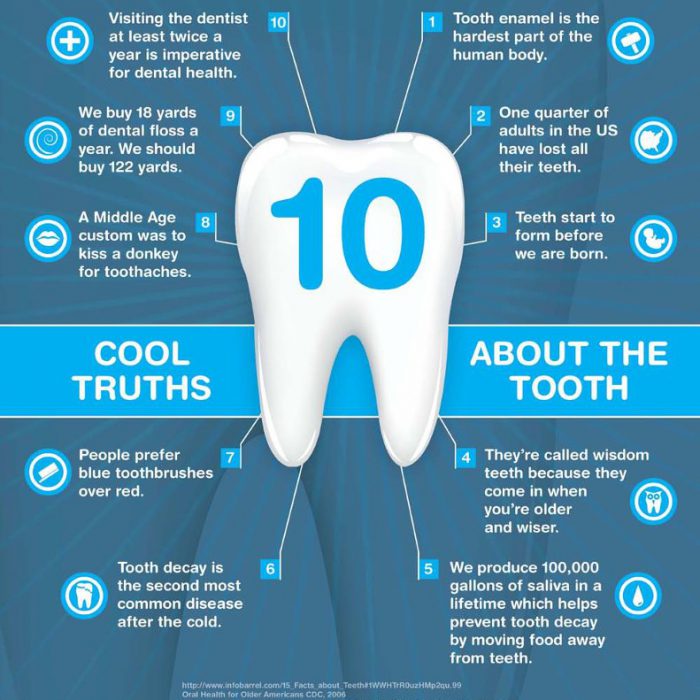 10
COOL
TRUTHS
ABOUT THE
TOOTH
1
Tooth enamel is the
hardest part of the
human body.
2
One quarter of
adults in the US
have lost all
their teeth.
3
Teeth start to
form before
we are born.
4
They're called wisdom
teeth because they
come in when
you're older
and wiser.
5
We produce 100,000
gallons of saliva in a
lifetime which helps
prevent tooth decay
by moving food away
from teeth.
6
Tooth decay is
the second most
common disease
after the cold.
7
People prefer
blue toothbrushes
over red.
8
A Middle Age
custom was to
kiss a donkey
for toothaches.
9
We buy 18 yards
of dental floss a
year. We should
buy 122 yards.
10
Visiting the dentist
at least twice a
year is imperative
for dental health.
http://www.infobarrel.com/15_Facts_about_Teeth#1WWHTrR0uzHMp2qu.99
Oral Health for Older Americans CDC, 2006